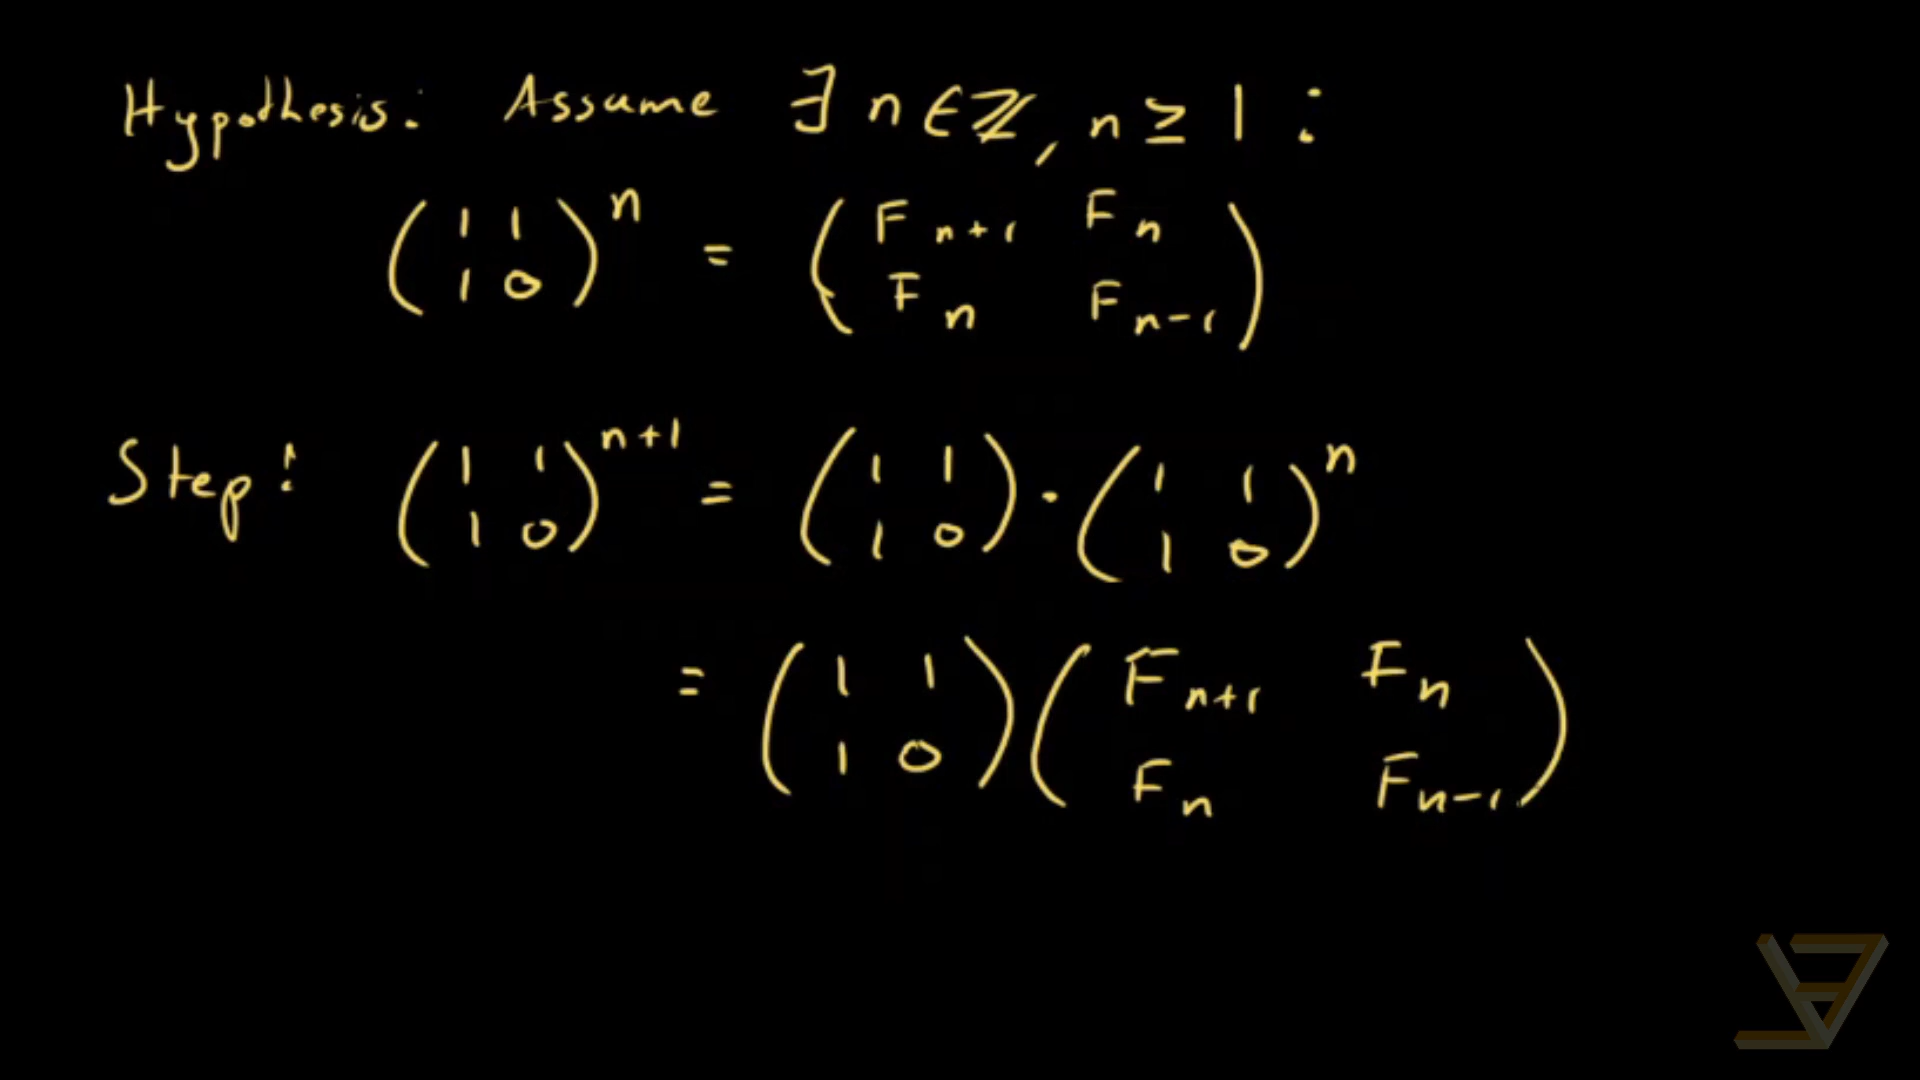 Hypothesis: Assume ∃ n ∈ ℤ, n ≥ 1 :
(1 1
1 0)^n = (F_{n+1} F_n
F_n F_{n-1})
Step: (1 1
1 0)^{n+1} = (1 1
1 0) · (1 1
1 0)^n
= (1 1
1 0)(F_{n+1} F_n
F_n F_{n-1})